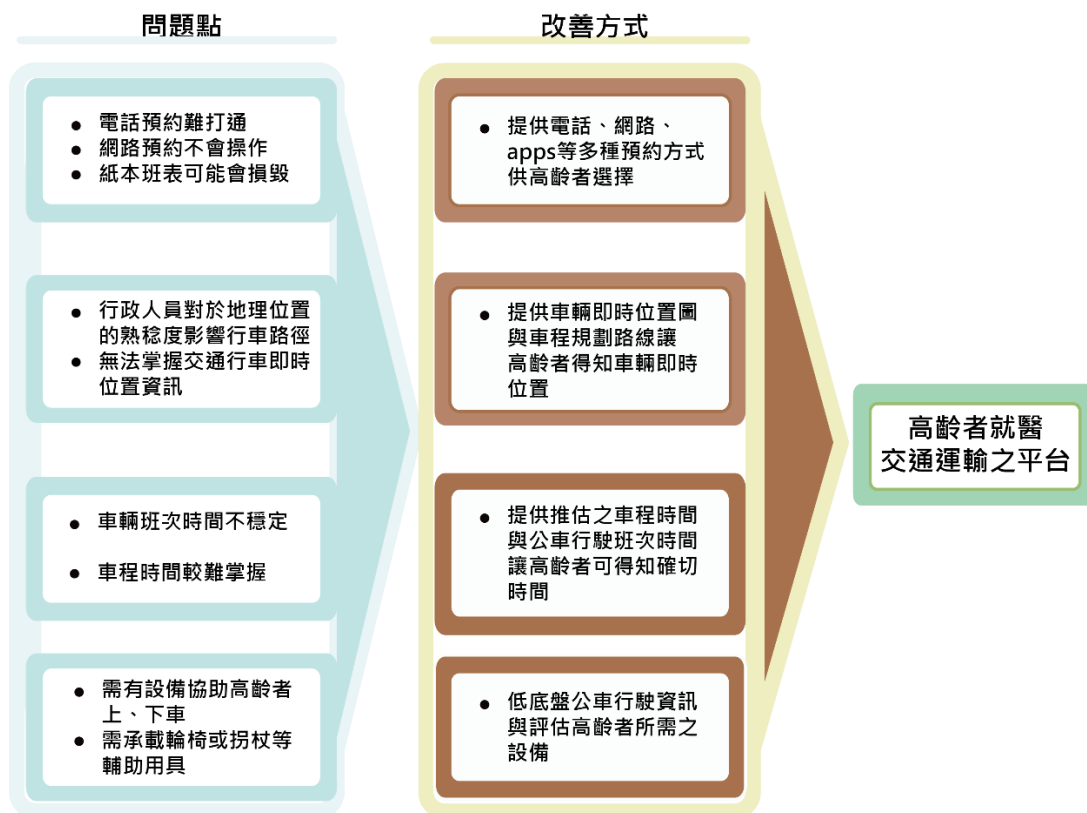 問題點
● 電話預約難打通
● 網路預約不會操作
● 紙本班表可能會損毀
● 行政人員對於地理位置
的熟稔度影響行車路徑
● 無法掌握交通行車即時
位置資訊
● 車輛班次時間不穩定
● 車程時間較難掌握
● 需有設備協助高齡者
上、下車
● 需承載輪椅或拐杖等
輔助用具
改善方式
● 提供電話、網路、
apps等多種預約方式
供高齡者選擇
● 提供車輛即時位置圖
與車程規劃路線讓
高齡者得知車輛即時
位置
● 提供推估之車程時間
與公車行駛班次時間
讓高齡者可得知確切
時間
● 低底盤公車行駛資訊
與評估高齡者所需之
設備
高齡者就醫
交通運輸之平台